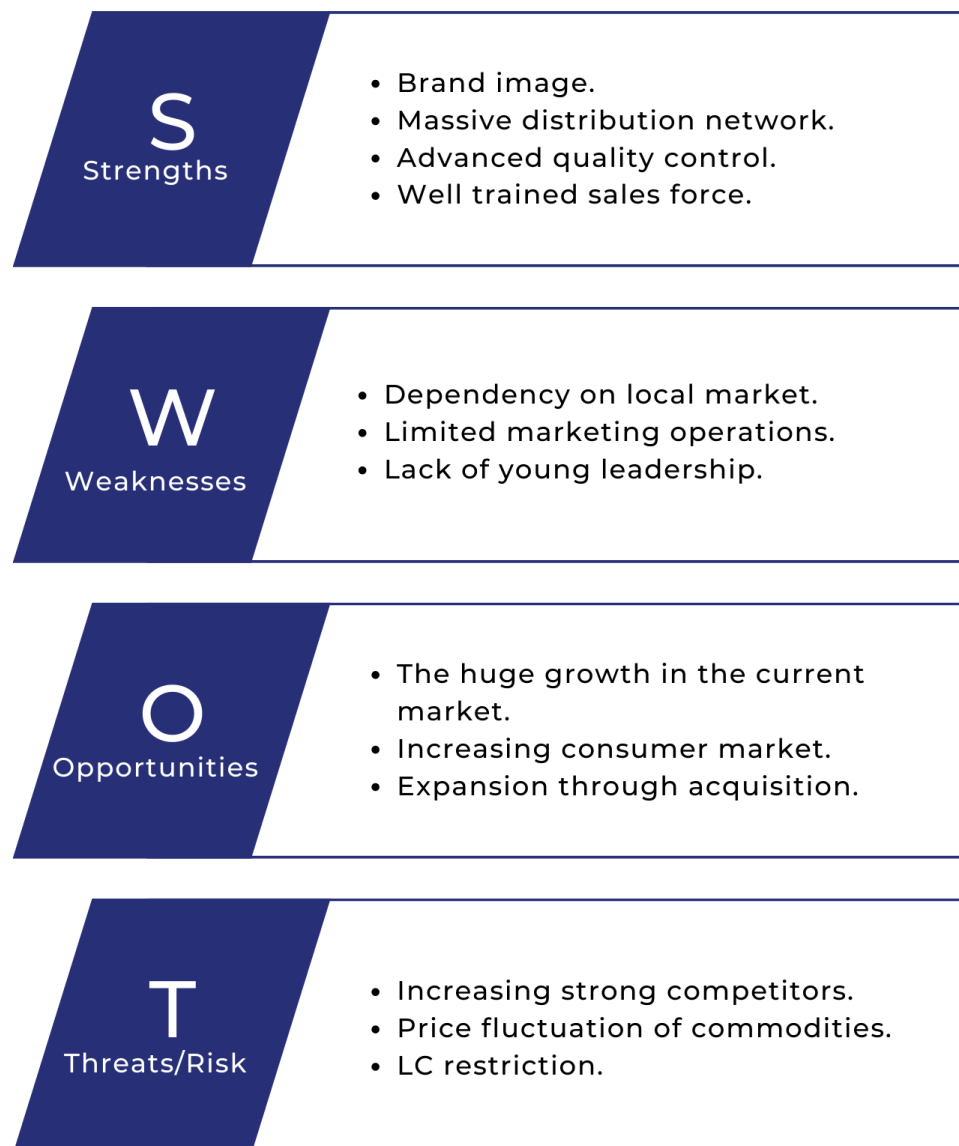 S
Strengths
• Brand image.
• Massive distribution network.
• Advanced quality control.
• Well trained sales force.
W
Weaknesses
• Dependency on local market.
• Limited marketing operations.
• Lack of young leadership.
O
Opportunities
• The huge growth in the current
market.
• Increasing consumer market.
• Expansion through acquisition.
T
Threats/Risk
• Increasing strong competitors.
• Price fluctuation of commodities.
• LC restriction.